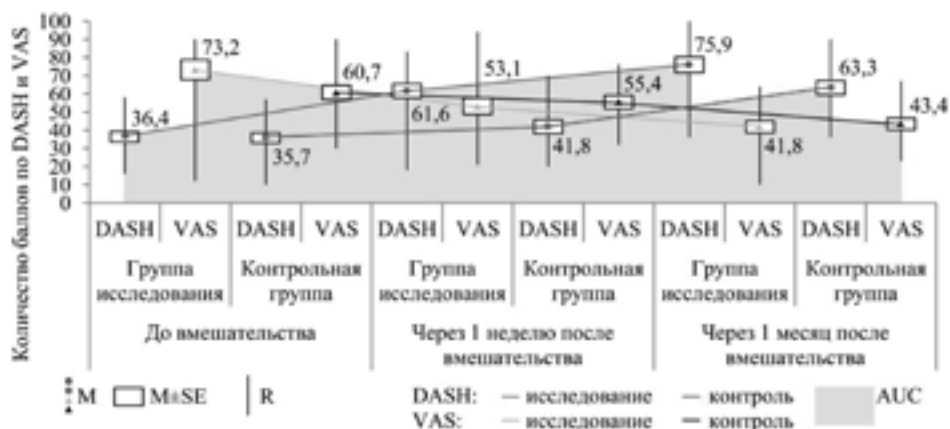 Количество баллов по DASH и VAS
100
90
80
70
60
50
40
30
20
10
0
36,4
73,2
35,7
60,7
61,6
53,1
41,8
55,4
75,9
41,8
63,3
43,4
DASH VAS DASH VAS DASH VAS DASH VAS DASH VAS DASH VAS
Группа исследования
Контрольная группа
Группа исследования
Контрольная группа
Группа исследования
Контрольная группа
До вмешательства
Через 1 неделю после вмешательства
Через 1 месяц после вмешательства
M M±SE R
DASH: исследование контроль AUC
VAS: исследование контроль